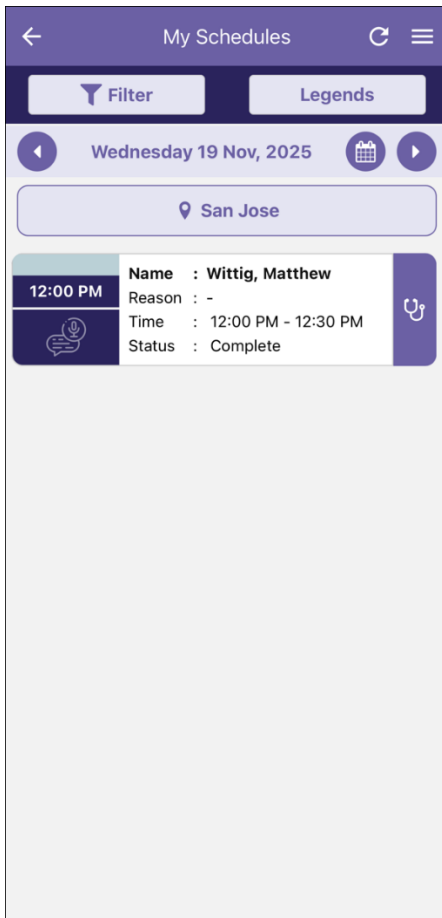 My Schedules
Filter
Legends
Wednesday 19 Nov, 2025
San Jose
12:00 PM
Name : Wittig, Matthew
Reason : -
Time : 12:00 PM - 12:30 PM
Status : Complete